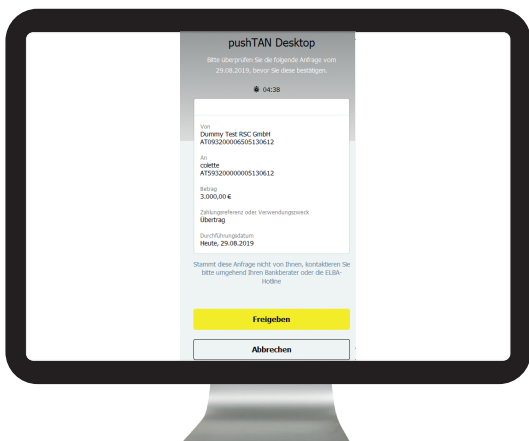 pushTAN Desktop
Bitte überprüfen Sie die folgende Anfrage vom
29.08.2019, bevor Sie diese bestätigen.
04:38
Von
Dummy Test RSC GmbH
AT093200006505130612
An
colette
AT593200000005130612
Betrag
3.000,00 €
Zahlungsreferenz oder Verwendungszweck
Übertrag
Durchführungsdatum
Heute, 29.08.2019
Stammt diese Anfrage nicht von Ihnen, kontaktieren Sie
bitte umgehend Ihren Bankberater oder die ELBA-
Hotline
Freigeben
Abbrechen